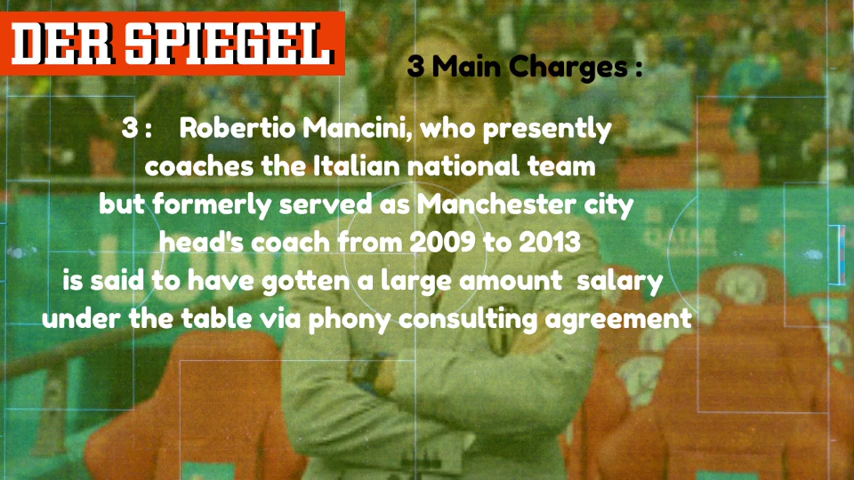 DER SPIEGEL
3 Main Charges :
3 : Robertio Mancini, who presently
coaches the Italian national team
but formerly served as Manchester city
head's coach from 2009 to 2013
is said to have gotten a large amount salary
under the table via phony consulting agreement